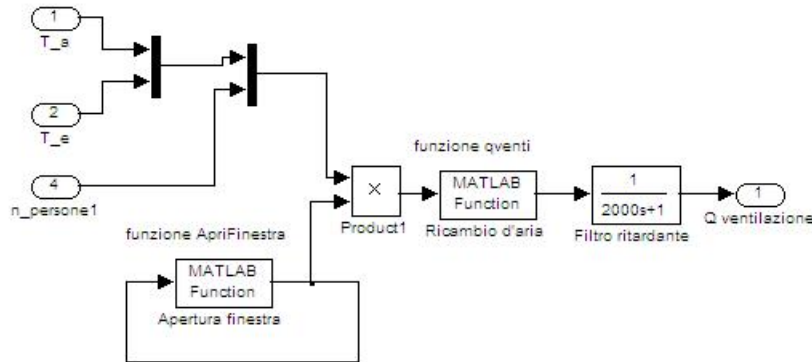 1
T_a
2
T_e
4
n_persone1
funzione ApriFinestra
MATLAB
Function
Apertura finestra
×
Product1
funzione qventi
MATLAB
Function
Ricambio d'aria
1
2000s+1
Filtro ritardante
1
Q ventilazione